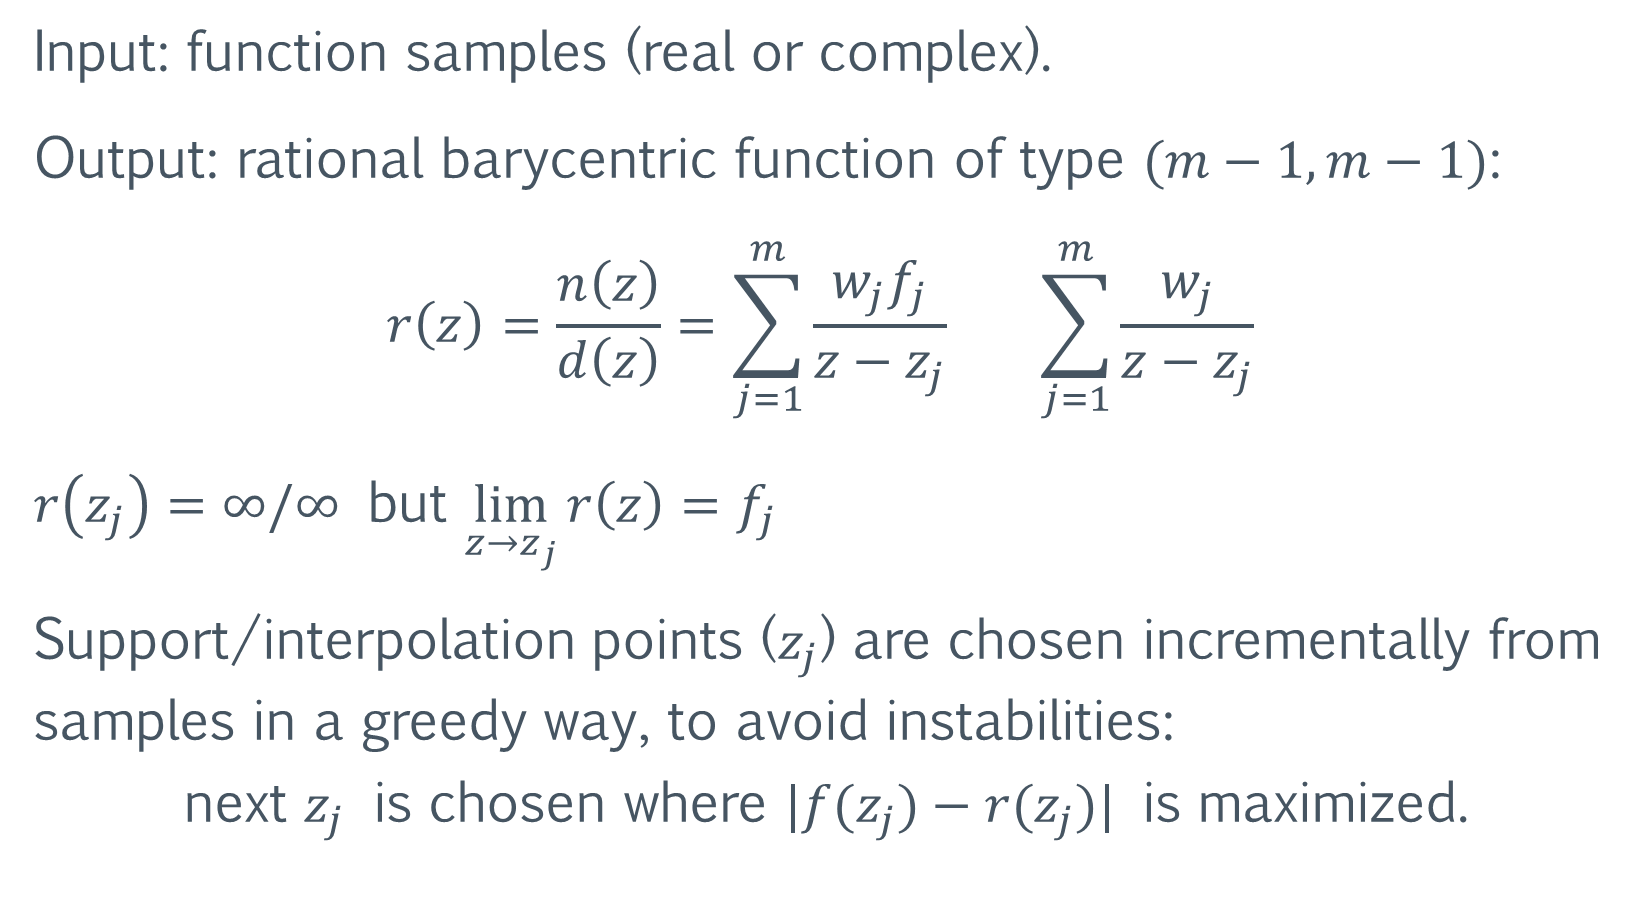 Input: function samples (real or complex).
Output: rational barycentric function of type (m − 1, m − 1):
r(z) = n(z)/d(z) = ∑_{j=1}^{m} w_j f_j/(z − z_j)   ∑_{j=1}^{m} w_j/(z − z_j)
r(z_j) = ∞/∞ but lim_{z→z_j} r(z) = f_j
Support/interpolation points (z_j) are chosen incrementally from
samples in a greedy way, to avoid instabilities:
next z_j is chosen where |f(z_j) − r(z_j)| is maximized.